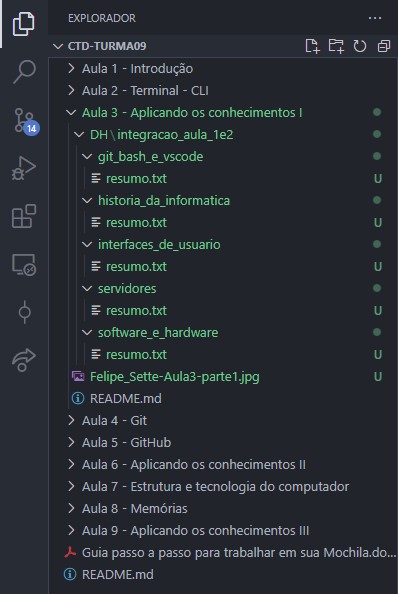 EXPLORADOR
CTD-TURMA09
Aula 1 - Introdução
Aula 2 - Terminal - CLI
Aula 3 - Aplicando os conhecimentos I
DH \ integracao_aula_1e2
git_bash_e_vscode
resumo.txt U
historia_da_informatica
resumo.txt U
interfaces_de_usuario
resumo.txt U
servidores
resumo.txt U
software_e_hardware
resumo.txt U
Felipe_Sette-Aula3-parte1.jpg U
README.md
Aula 4 - Git
14
Aula 5 - GitHub
Aula 6 - Aplicando os conhecimentos II
Aula 7 - Estrutura e tecnologia do computador
Aula 8 - Memórias
Aula 9 - Aplicando os conhecimentos III
Guia passo a passo para trabalhar em sua Mochila.do...
README.md